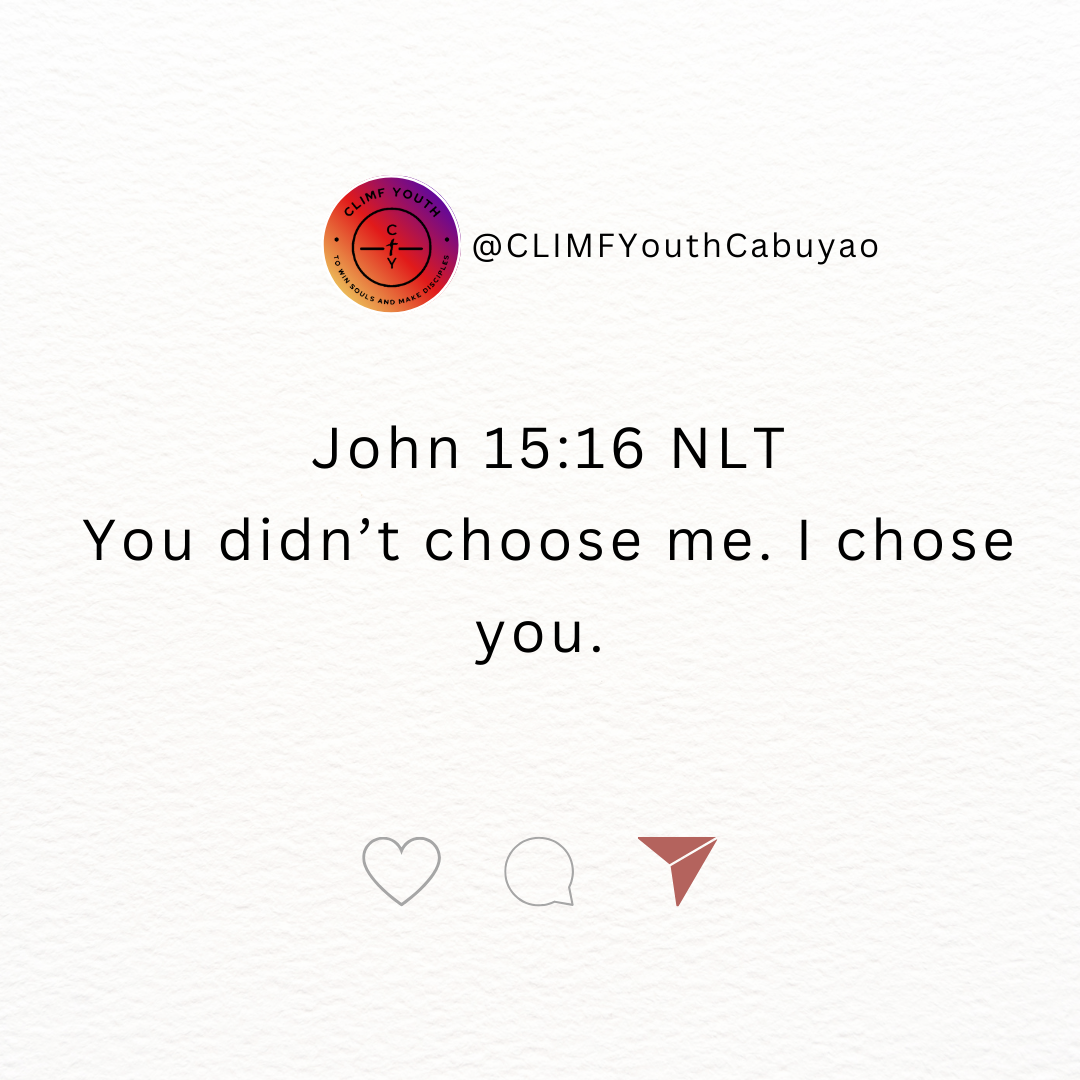 CLIMF YOUTH
C
Y
TO WIN SOULS AND MAKE DISCIPLES
@CLIMFYouthCabuyao
John 15:16 NLT
You didn’t choose me. I chose
you.